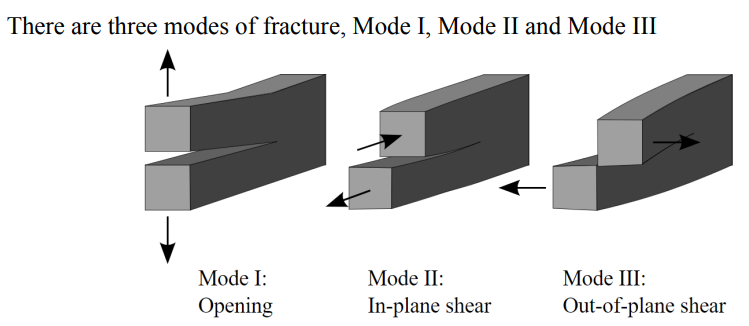 There are three modes of fracture, Mode I, Mode II and Mode III
Mode I:
Opening
Mode II:
In-plane shear
Mode III:
Out-of-plane shear